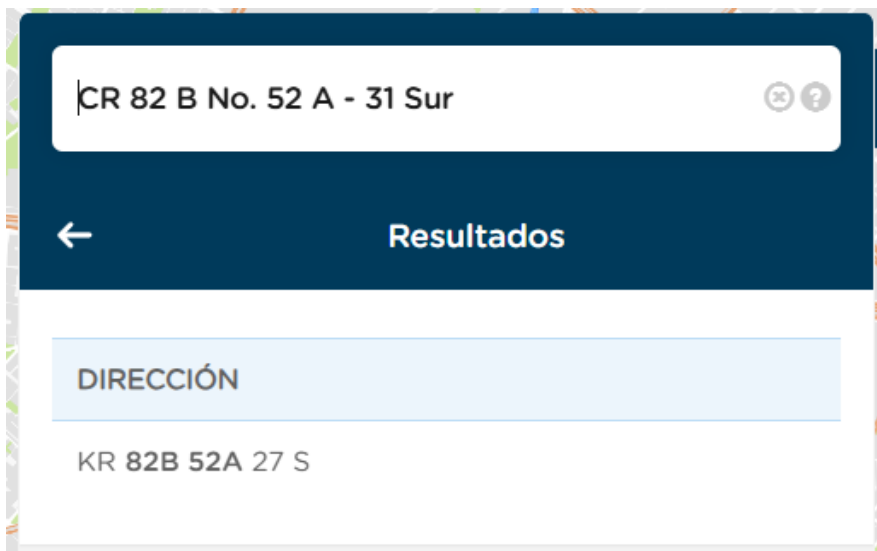 CR 82 B No. 52 A - 31 Sur
Resultados
DIRECCIÓN
KR 82B 52A 27 S